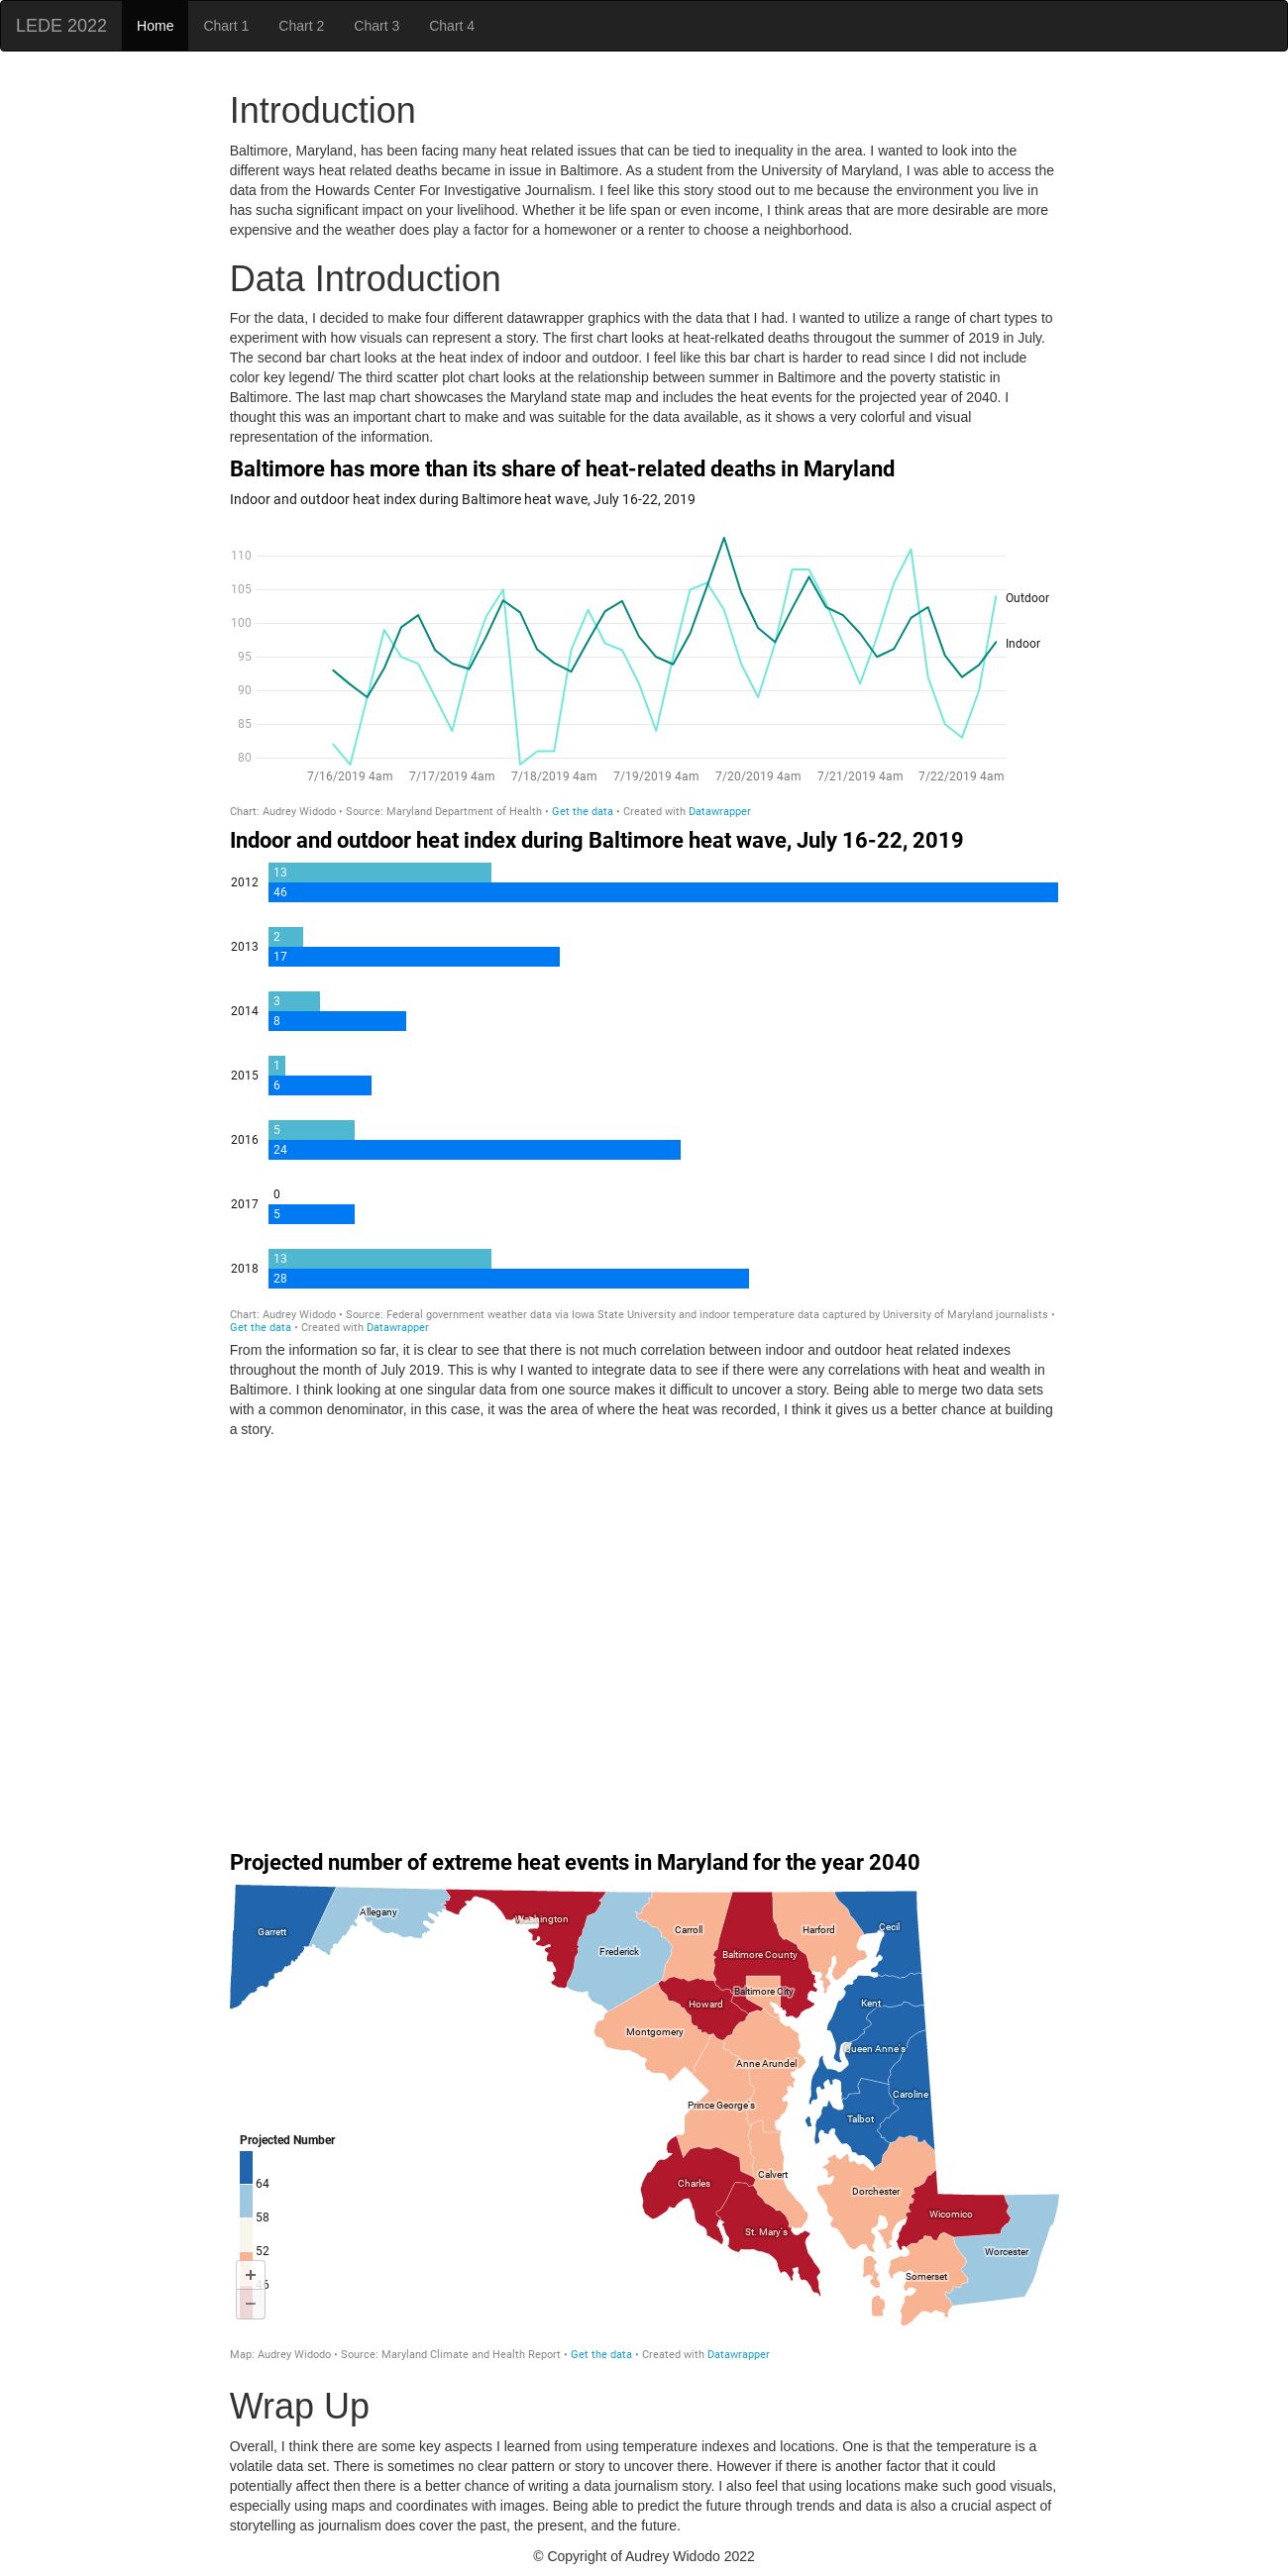 LEDE 2022 Home Chart 1 Chart 2 Chart 3 Chart 4
Introduction
Baltimore, Maryland, has been facing many heat related issues that can be tied to inequality in the area. I wanted to look into the
different ways heat related deaths became in issue in Baltimore. As a student from the University of Maryland, I was able to access the
data from the Howards Center For Investigative Journalism. I feel like this story stood out to me because the environment you live in
has sucha significant impact on your livelihood. Whether it be life span or even income, I think areas that are more desirable are more
expensive and the weather does play a factor for a homewoner or a renter to choose a neighborhood.
Data Introduction
For the data, I decided to make four different datawrapper graphics with the data that I had. I wanted to utilize a range of chart types to
experiment with how visuals can represent a story. The first chart looks at heat-relkated deaths througout the summer of 2019 in July.
The second bar chart looks at the heat index of indoor and outdoor. I feel like this bar chart is harder to read since I did not include
color key legend/ The third scatter plot chart looks at the relationship between summer in Baltimore and the poverty statistic in
Baltimore. The last map chart showcases the Maryland state map and includes the heat events for the projected year of 2040. I
thought this was an important chart to make and was suitable for the data available, as it shows a very colorful and visual
representation of the information.
Baltimore has more than its share of heat-related deaths in Maryland
Indoor and outdoor heat index during Baltimore heat wave, July 16-22, 2019
110
105
Outdoor
100
Indoor
95
90
85
80
7/16/2019 4am 7/17/2019 4am 7/18/2019 4am 7/19/2019 4am 7/20/2019 4am 7/21/2019 4am 7/22/2019 4am
Chart: Audrey Widodo • Source: Maryland Department of Health • Get the data • Created with Datawrapper
Indoor and outdoor heat index during Baltimore heat wave, July 16-22, 2019
2012
13
46
2013
2
17
2014
3
8
2015
1
6
2016
5
24
2017
0
5
2018
13
28
Chart: Audrey Widodo • Source: Federal government weather data via Iowa State University and indoor temperature data captured by University of Maryland journalists •
Get the data • Created with Datawrapper
From the information so far, it is clear to see that there is not much correlation between indoor and outdoor heat related indexes
throughout the month of July 2019. This is why I wanted to integrate data to see if there were any correlations with heat and wealth in
Baltimore. I think looking at one singular data from one source makes it difficult to uncover a story. Being able to merge two data sets
with a common denominator, in this case, it was the area of where the heat was recorded, I think it gives us a better chance at building
a story.
Projected number of extreme heat events in Maryland for the year 2040
Garrett
Allegany
Washington
Frederick
Carroll
Baltimore County
Harford
Cecil
Baltimore City
Howard
Kent
Montgomery
Queen Anne's
Anne Arundel
Caroline
Prince George's
Talbot
Calvert
Charles
Dorchester
St. Mary's
Wicomico
Worcester
Somerset
Projected Number
64
58
52
+
−
Map: Audrey Widodo • Source: Maryland Climate and Health Report • Get the data • Created with Datawrapper
Wrap Up
Overall, I think there are some key aspects I learned from using temperature indexes and locations. One is that the temperature is a
volatile data set. There is sometimes no clear pattern or story to uncover there. However if there is another factor that it could
potentially affect then there is a better chance of writing a data journalism story. I also feel that using locations make such good visuals,
especially using maps and coordinates with images. Being able to predict the future through trends and data is also a crucial aspect of
storytelling as journalism does cover the past, the present, and the future.
© Copyright of Audrey Widodo 2022